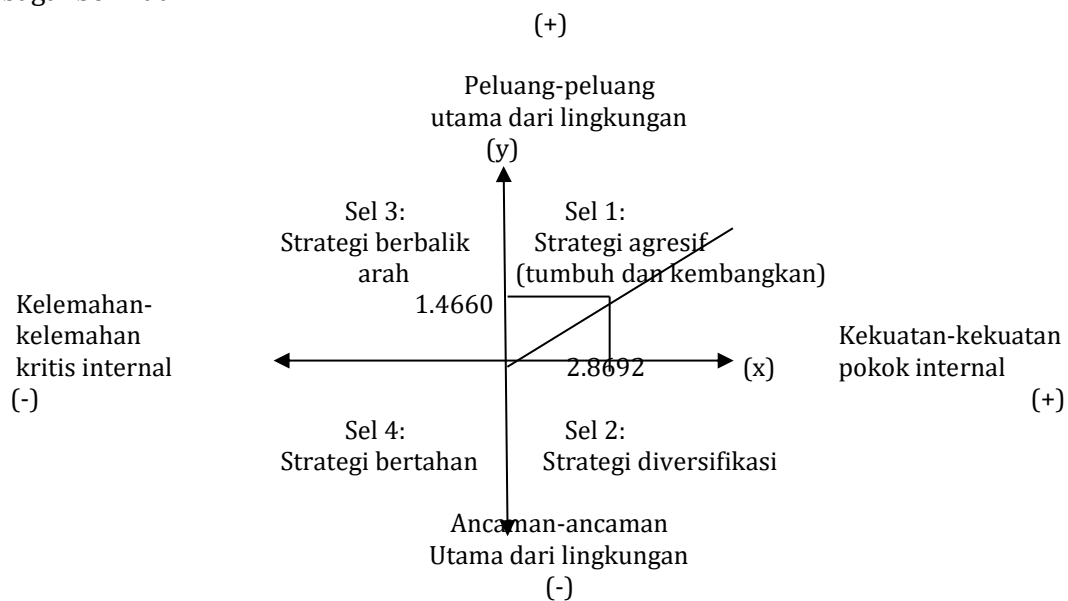 (+)
Peluang-peluang
utama dari lingkungan
(y)
Sel 3:
Strategi berbalik
arah
Sel 1:
Strategi agresif
(tumbuh dan kembangkan)
1.4660
Kelemahan-
kelemahan
kritis internal
(-)
2.8692
(x)
Kekuatan-kekuatan
pokok internal
(+)
Sel 4:
Strategi bertahan
Sel 2:
Strategi diversifikasi
Ancaman-ancaman
Utama dari lingkungan
(-)